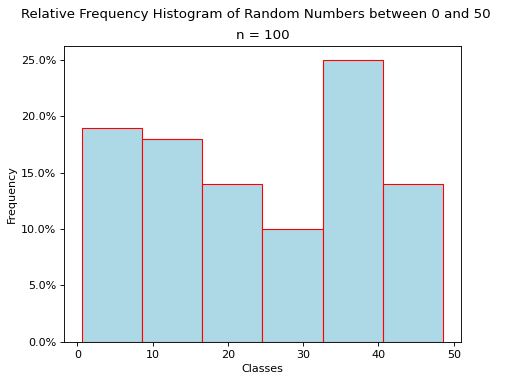 Relative Frequency Histogram of Random Numbers between 0 and 50
n = 100
25.0%
20.0%
15.0%
10.0%
5.0%
0.0%
Frequency
0 10 20 30 40 50
Classes